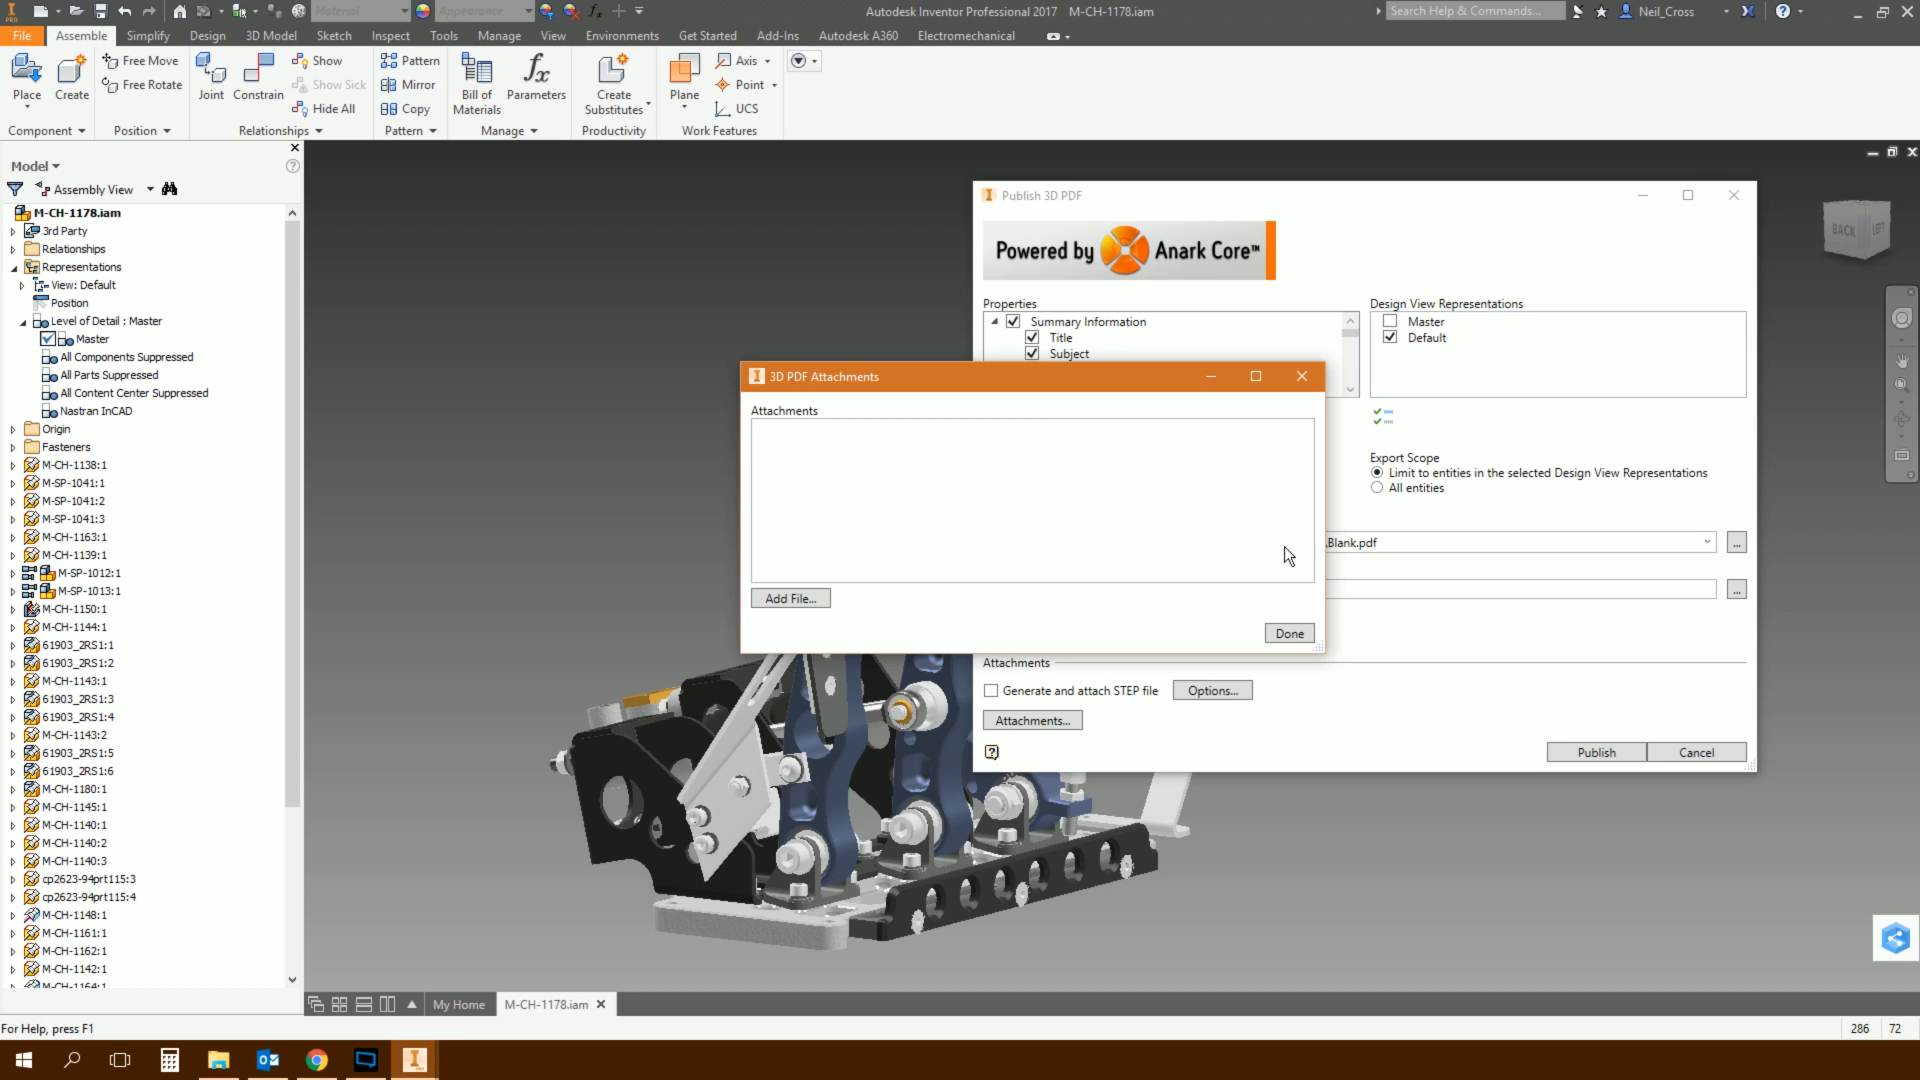 Material
Appearance
Autodesk Inventor Professional 2017 M-CH-1178.iam
Search Help & Commands...
Neil_Cross
PRO
File
Assemble
Simplify
Design
3D Model
Sketch
Inspect
Tools
Manage
View
Environments
Get Started
Add-Ins
Autodesk A360
Electromechanical
Place
Create
Free Move
Free Rotate
Joint
Constrain
Show
Show Sick
Hide All
Pattern
Mirror
Copy
Bill of
Materials
Parameters
Create
Substitutes
Plane
Axis
Point
UCS
Component
Position
Relationships
Pattern
Manage
Productivity
Work Features
Model
Assembly View
M-CH-1178.iam
3rd Party
Relationships
Representations
View: Default
Position
Level of Detail : Master
Master
All Components Suppressed
All Parts Suppressed
All Content Center Suppressed
Nastran InCAD
Origin
Fasteners
M-CH-1138:1
M-SP-1041:1
M-SP-1041:2
M-SP-1041:3
M-CH-1163:1
M-CH-1139:1
M-SP-1012:1
M-SP-1013:1
M-CH-1150:1
M-CH-1144:1
61903_2RS1:1
61903_2RS1:2
M-CH-1143:1
61903_2RS1:3
61903_2RS1:4
M-CH-1143:2
61903_2RS1:5
61903_2RS1:6
M-CH-1180:1
M-CH-1145:1
M-CH-1140:1
M-CH-1140:2
M-CH-1140:3
cp2623-94prt115:3
cp2623-94prt115:4
M-CH-1148:1
M-CH-1161:1
M-CH-1162:1
M-CH-1142:1
M-CH-1164:1
Publish 3D PDF
Powered by Anark Core™
Properties
Summary Information
Title
Subject
Design View Representations
Master
Default
Export Scope
Limit to entities in the selected Design View Representations
All entities
Blank.pdf
...
...
3D PDF Attachments
Attachments
Add File...
Done
Attachments
Generate and attach STEP file
Options...
Attachments...
Publish
Cancel
BACK
LEFT
My Home
M-CH-1178.iam
For Help, press F1
286
72